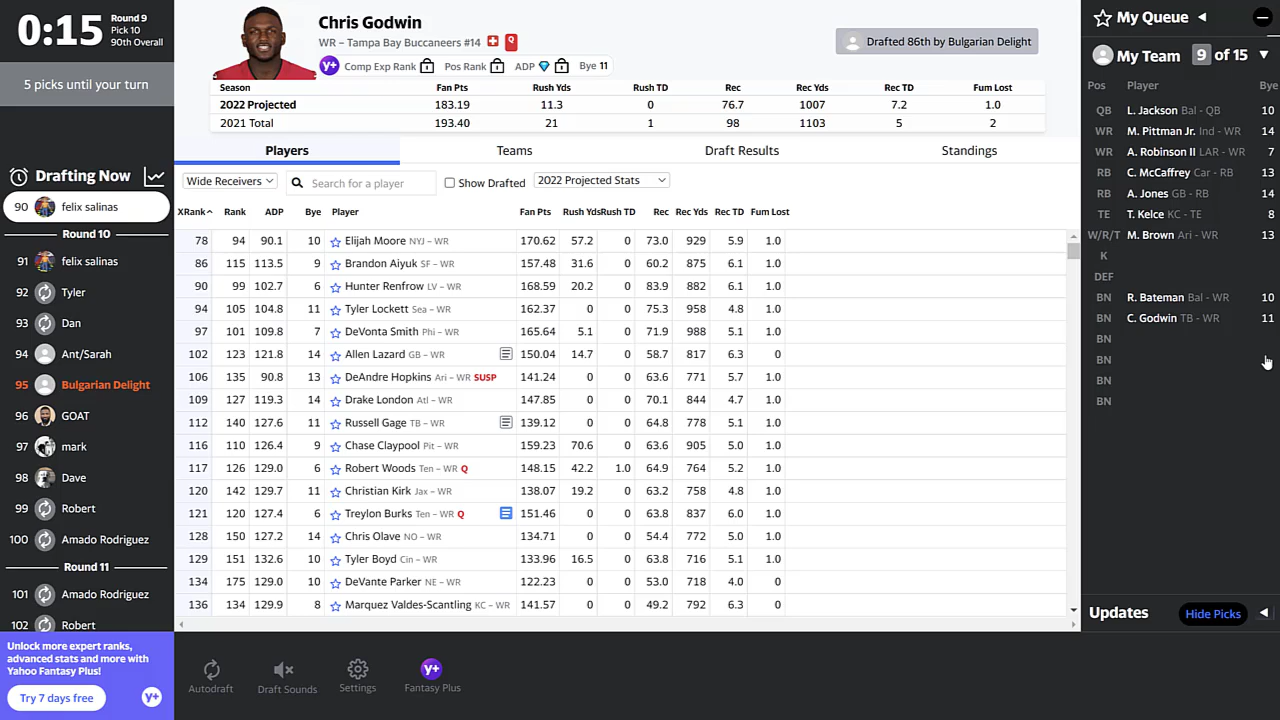 0:15
Round 9
Pick 10
90th Overall
5 picks until your turn
Drafting Now
90 felix salinas
Round 10
91 felix salinas
92 Tyler
93 Dan
94 Ant/Sarah
95 Bulgarian Delight
96 GOAT
97 mark
98 Dave
99 Robert
100 Amado Rodriguez
Round 11
101 Amado Rodriguez
102 Robert
Unlock more expert ranks,
advanced stats and more with
Yahoo Fantasy Plus!
Try 7 days free
y+
Chris Godwin
WR – Tampa Bay Buccaneers #14 Q
y+ Comp Exp Rank Pos Rank ADP Bye 11
Drafted 86th by Bulgarian Delight
Season Fan Pts Rush Yds Rush TD Rec Rec Yds Rec TD Fum Lost
2022 Projected 183.19 11.3 0 76.7 1007 7.2 1.0
2021 Total 193.40 21 1 98 1103 5 2
Players Teams Draft Results Standings
Wide Receivers Search for a player Show Drafted 2022 Projected Stats
XRank Rank ADP Bye Player Fan Pts Rush Yds Rush TD Rec Rec Yds Rec TD Fum Lost
78 94 90.1 10 Elijah Moore NYJ – WR 170.62 57.2 0 73.0 929 5.9 1.0
86 115 113.5 9 Brandon Aiyuk SF – WR 157.48 31.6 0 60.2 875 6.1 1.0
90 99 102.7 6 Hunter Renfrow LV – WR 168.59 20.2 0 83.9 882 6.1 1.0
94 105 104.8 11 Tyler Lockett Sea – WR 162.37 0 0 75.3 958 4.8 1.0
97 101 109.8 7 DeVonta Smith Phi – WR 165.64 5.1 0 71.9 988 5.1 1.0
102 123 121.8 14 Allen Lazard GB – WR 150.04 14.7 0 58.7 817 6.3 0
106 135 90.8 13 DeAndre Hopkins Ari – WR SUSP 141.24 0 0 63.6 771 5.7 1.0
109 127 119.3 14 Drake London Atl – WR 147.85 0 0 70.1 844 4.7 1.0
112 140 127.6 11 Russell Gage TB – WR 139.12 0 0 64.8 778 5.1 1.0
116 110 126.4 9 Chase Claypool Pit – WR 159.23 70.6 0 63.6 905 5.0 1.0
117 126 129.0 6 Robert Woods Ten – WR Q 148.15 42.2 1.0 64.9 764 5.2 1.0
120 142 129.7 11 Christian Kirk Jax – WR 138.07 19.2 0 63.2 758 4.8 1.0
121 120 127.4 6 Treylon Burks Ten – WR Q 151.46 0 0 63.8 837 6.0 1.0
128 150 127.2 14 Chris Olave NO – WR 134.71 0 0 54.4 772 5.0 1.0
129 151 132.6 10 Tyler Boyd Cin – WR 133.96 16.5 0 63.8 716 5.1 1.0
134 175 129.0 10 DeVante Parker NE – WR 122.23 0 0 53.0 718 4.0 0
136 134 129.9 8 Marquez Valdes-Scantling KC – WR 141.57 0 0 49.2 792 6.3 0
Autodraft Draft Sounds Settings y+ Fantasy Plus
My Queue
My Team 9 of 15
Pos Player Bye
QB L. Jackson Bal - QB 10
WR M. Pittman Jr. Ind - WR 14
WR A. Robinson II LAR - WR 7
RB C. McCaffrey Car - RB 13
RB A. Jones GB - RB 14
TE T. Kelce KC - TE 8
W/R/T M. Brown Ari - WR 13
K
DEF
BN R. Bateman Bal - WR 10
BN C. Godwin TB - WR 11
BN
BN
BN
BN
Updates Hide Picks